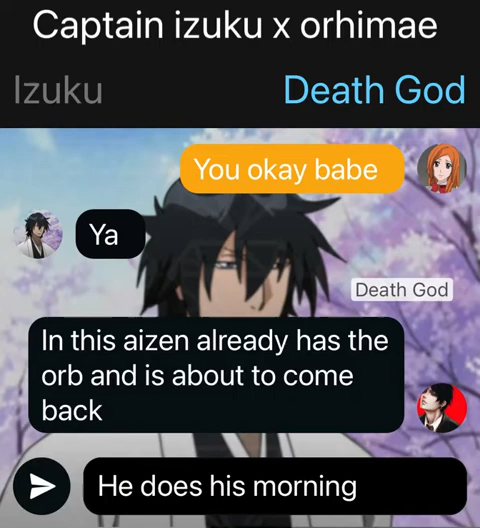 Captain izuku x orhimae
Izuku
Death God
You okay babe
Ya
Death God
In this aizen already has the
orb and is about to come
back
He does his morning